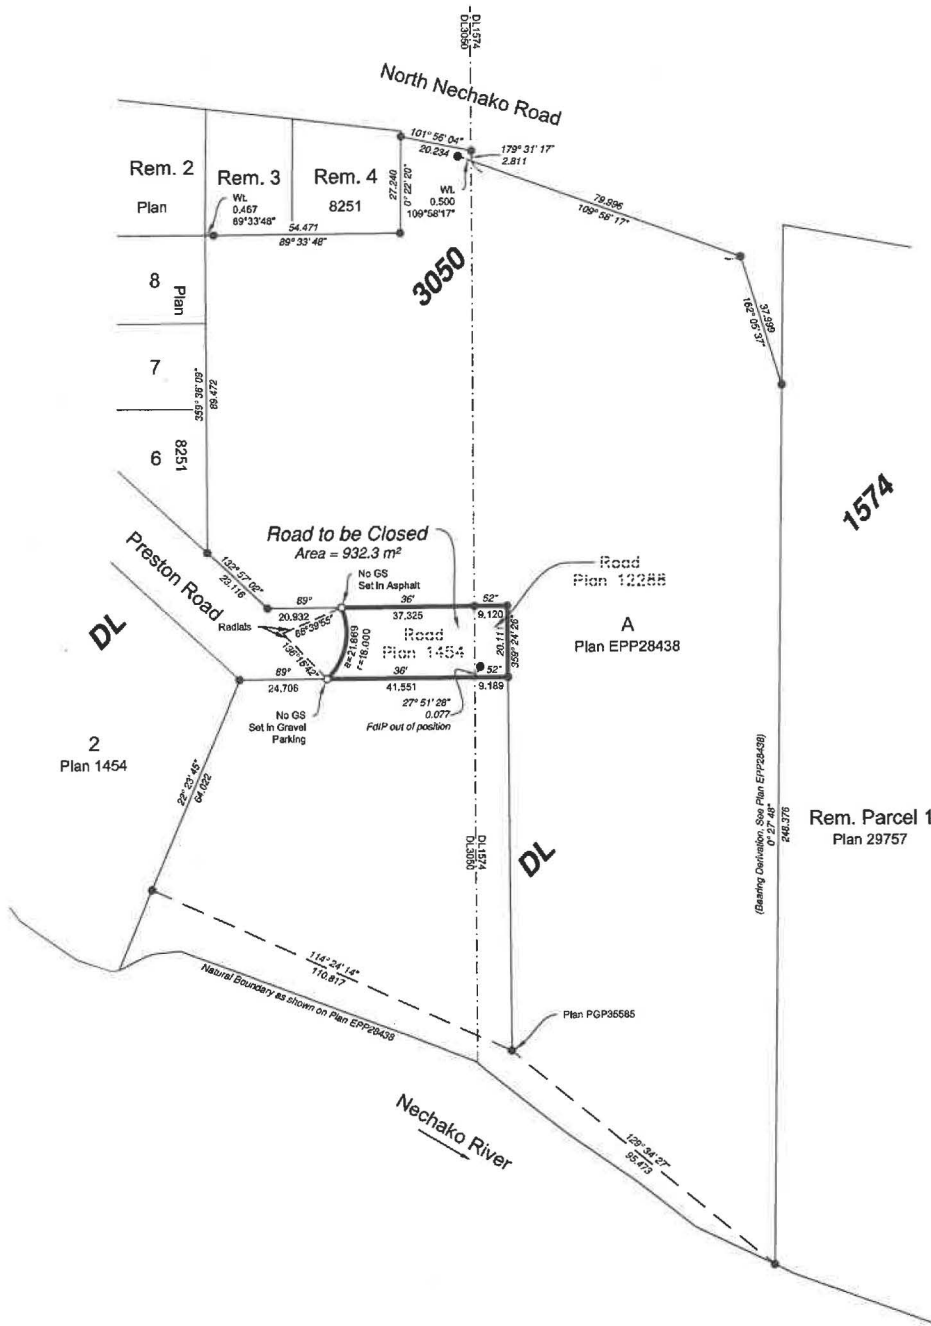 DL1574
DL3050
North Nechako Road
101° 56' 04"
20.234
179° 31' 17"
2.811
WL
0.500
109°58'17"
Rem. 2
Plan
Rem. 3
Rem. 4
8251
27.240
0° 22' 20"
WL
0.467
89°33'48"
54.471
89° 33' 48"
79.996
109° 58' 17"
3050
37.999
162° 05' 37"
8
Plan
7
359° 36' 09"
89.472
6
8251
1574
Road to be Closed
Area = 932.3 m²
Preston Road
132° 57' 02"
23.116
No GS
Set in Asphalt
Road
Plan 12288
DL
89°
20.932
36'
37.325
52"
9.120
Radials
68°39'55"
136°16'42"
a=21.869
r=18.000
Road
Plan 1454
20.111
359° 24' 26"
A
Plan EPP28438
89°
24.706
36'
41.551
52"
9.189
27° 51' 28"
0.077
FdIP out of position
No GS
Set in Gravel
Parking
2
Plan 1454
22° 23' 45"
64.022
(Bearing Derivation, See Plan EPP28438)
0° 27' 48"
248.376
Rem. Parcel 1
Plan 29757
DL1574
DL3050
DL
114° 24' 14"
110.817
Natural Boundary as shown on Plan EPP28438
Plan PGP35585
Nechako River
129° 34' 27"
95.473